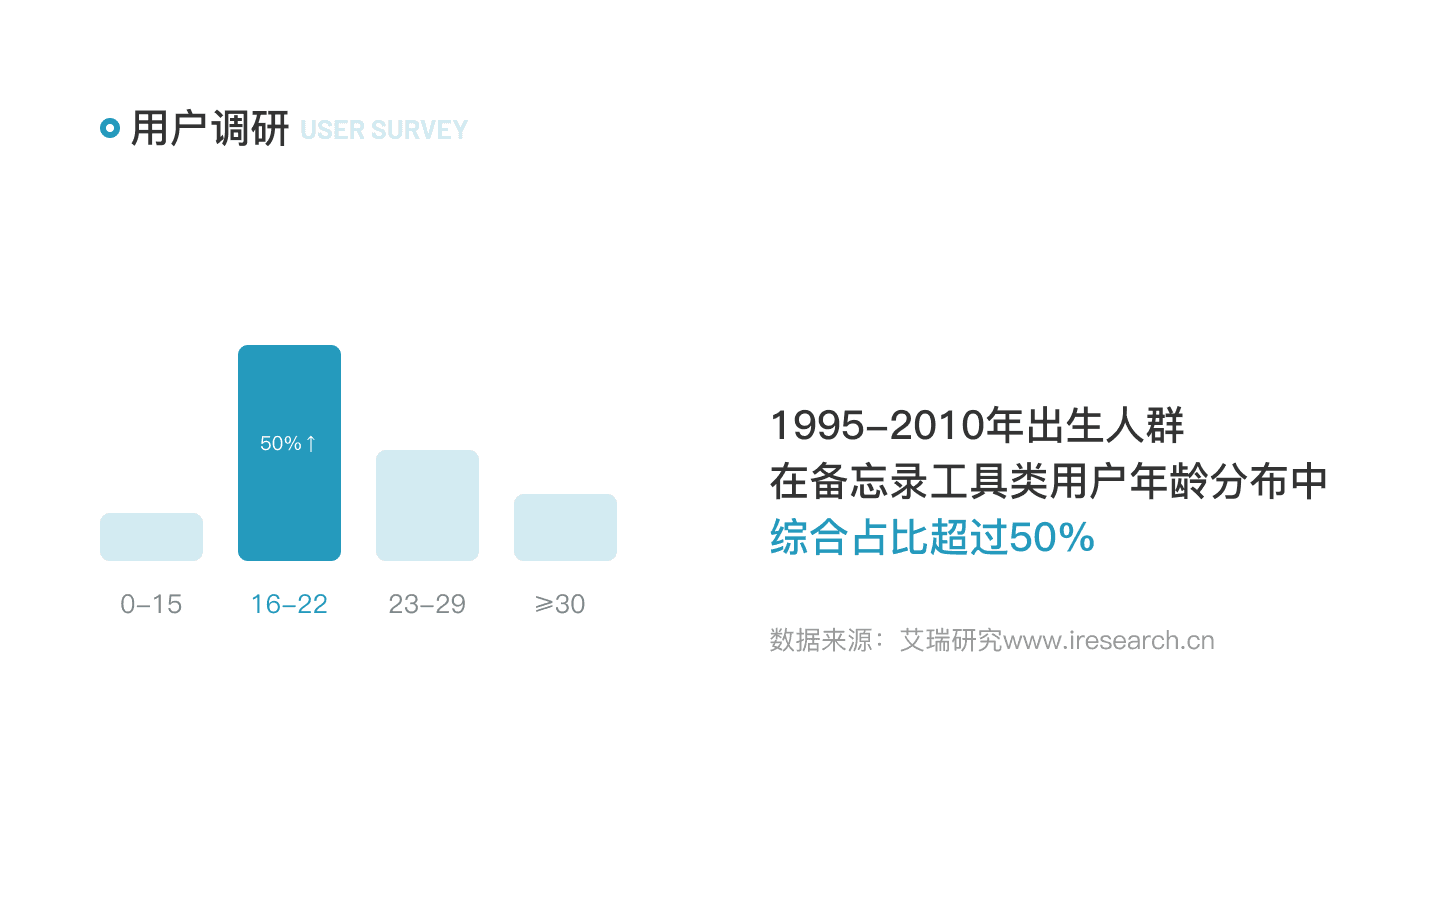 用户调研 USER SURVEY
50%↑
0–15 16–22 23–29 ⩾30
1995–2010年出生人群
在备忘录工具类用户年龄分布中
综合占比超过50%
数据来源：艾瑞研究www.iresearch.cn